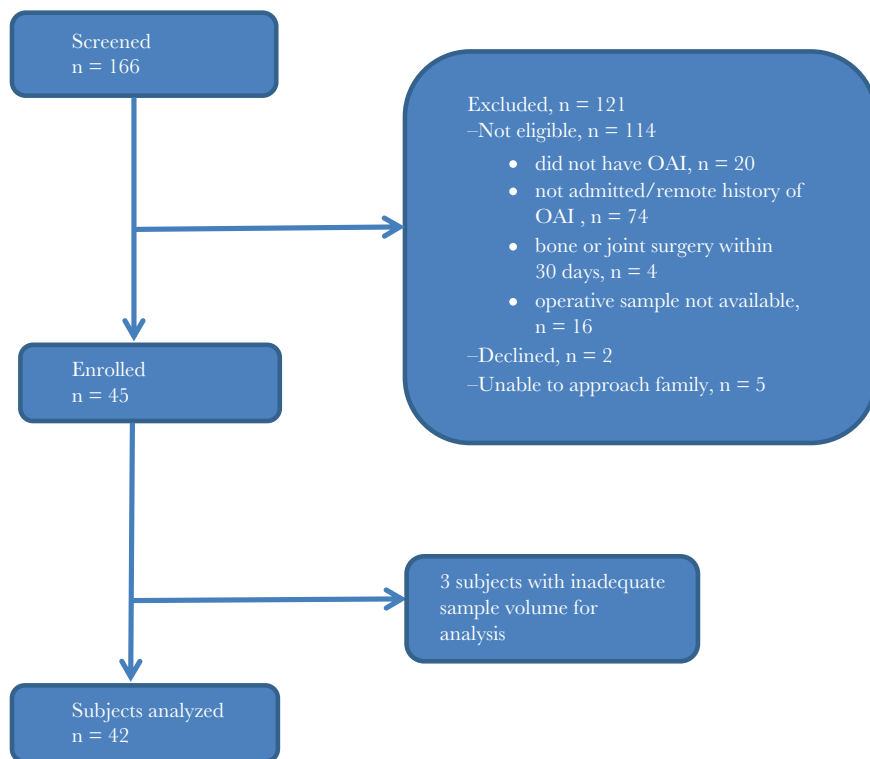 Screened
n = 166
Excluded, n = 121
–Not eligible, n = 114
• did not have OAI, n = 20
• not admitted/remote history of
OAI , n = 74
• bone or joint surgery within
30 days, n = 4
• operative sample not available,
n = 16
–Declined, n = 2
–Unable to approach family, n = 5
Enrolled
n = 45
3 subjects with inadequate
sample volume for
analysis
Subjects analyzed
n = 42